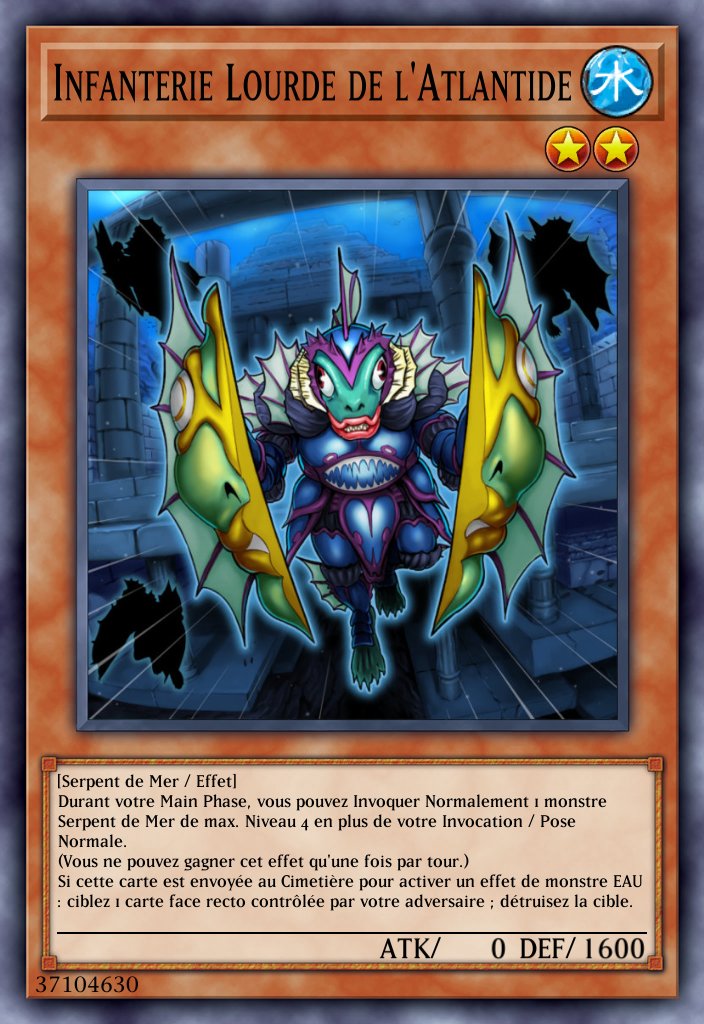 Infanterie Lourde de l'Atlantide
水
[Serpent de Mer / Effet]
Durant votre Main Phase, vous pouvez Invoquer Normalement 1 monstre
Serpent de Mer de max. Niveau 4 en plus de votre Invocation / Pose
Normale.
(Vous ne pouvez gagner cet effet qu'une fois par tour.)
Si cette carte est envoyée au Cimetière pour activer un effet de monstre EAU
: ciblez 1 carte face recto contrôlée par votre adversaire ; détruisez la cible.
ATK/ 0 DEF/ 1600
37104630